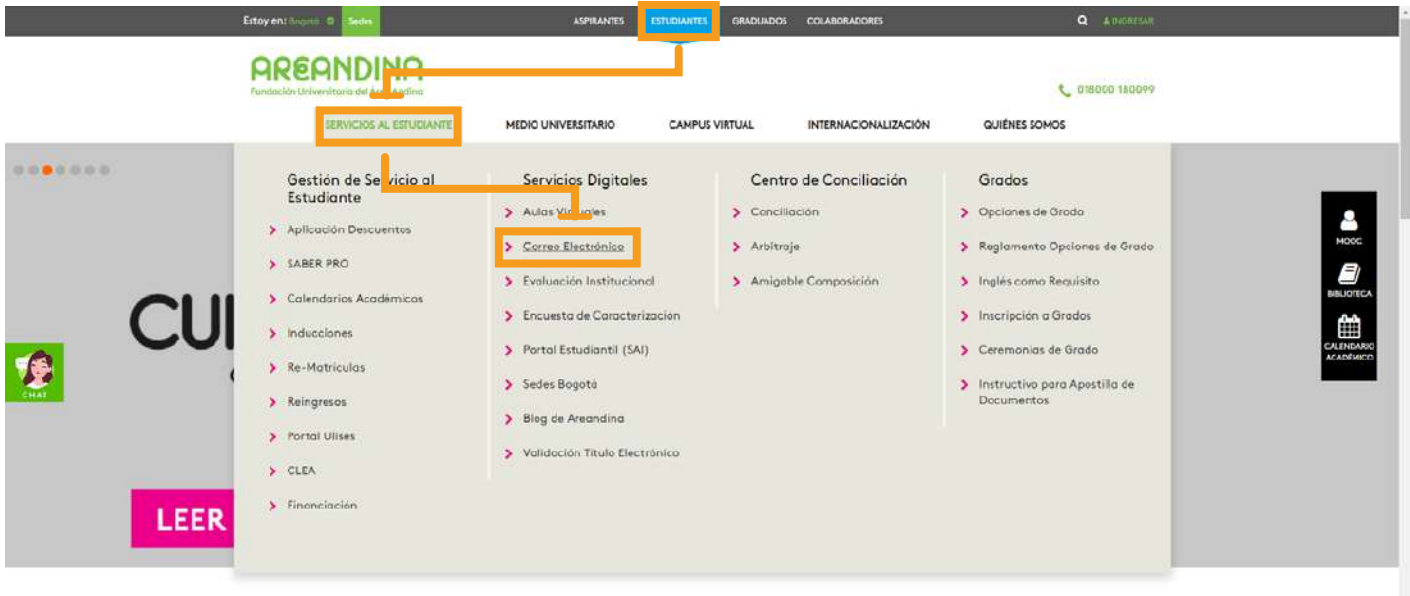 Estoy en: Bogotá Sedes
ASPIRANTES ESTUDIANTES GRADUADOS COLABORADORES
INGRESAR
AREANDINA
Fundación Universitaria del Área Andina
018000 180099
SERVICIOS AL ESTUDIANTE MEDIO UNIVERSITARIO CAMPUS VIRTUAL INTERNACIONALIZACIÓN QUIÉNES SOMOS
Gestión de Servicio al
Estudiante
Aplicación Descuentos
SABER PRO
Calendarios Académicos
Inducciones
Re-Matrículas
Reingresos
Portal Ulises
CLEA
Financiación
Servicios Digitales
Aulas Virtuales
Correo Electrónico
Evaluación Institucional
Encuesta de Caracterización
Portal Estudiantil (SAI)
Sedes Bogotá
Blog de Areandina
Validación Título Electrónico
Centro de Conciliación
Conciliación
Arbitraje
Amigable Composición
Grados
Opciones de Grado
Reglamento Opciones de Grado
Inglés como Requisito
Inscripción a Grados
Ceremonias de Grado
Instructivo para Apostilla de
Documentos
CUI
LEER
CHAT
MOOC
BIBLIOTECA
CALENDARIO
ACADÉMICO